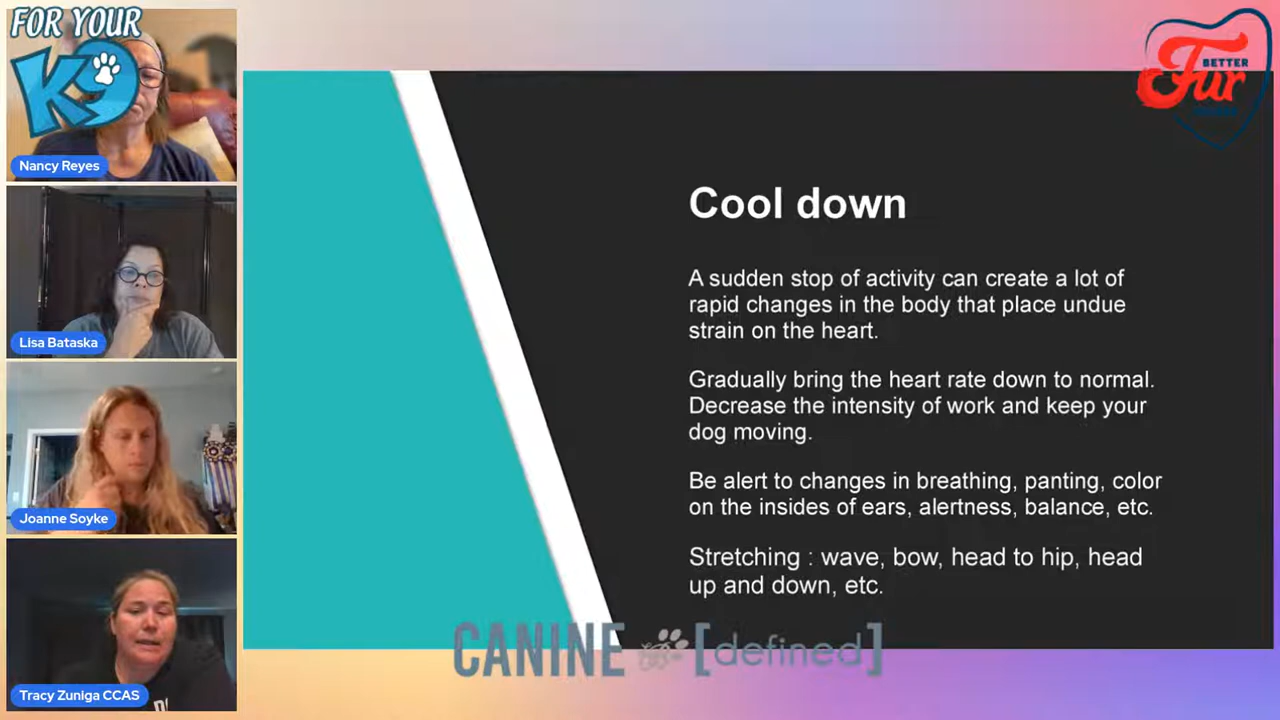 FOR YOUR
K9
Nancy Reyes
Lisa Bataska
Joanne Soyke
Tracy Zuniga CCAS
BETTER
Fur
Cool down
A sudden stop of activity can create a lot of
rapid changes in the body that place undue
strain on the heart.
Gradually bring the heart rate down to normal.
Decrease the intensity of work and keep your
dog moving.
Be alert to changes in breathing, panting, color
on the insides of ears, alertness, balance, etc.
Stretching : wave, bow, head to hip, head
up and down, etc.
CANINE [defined]